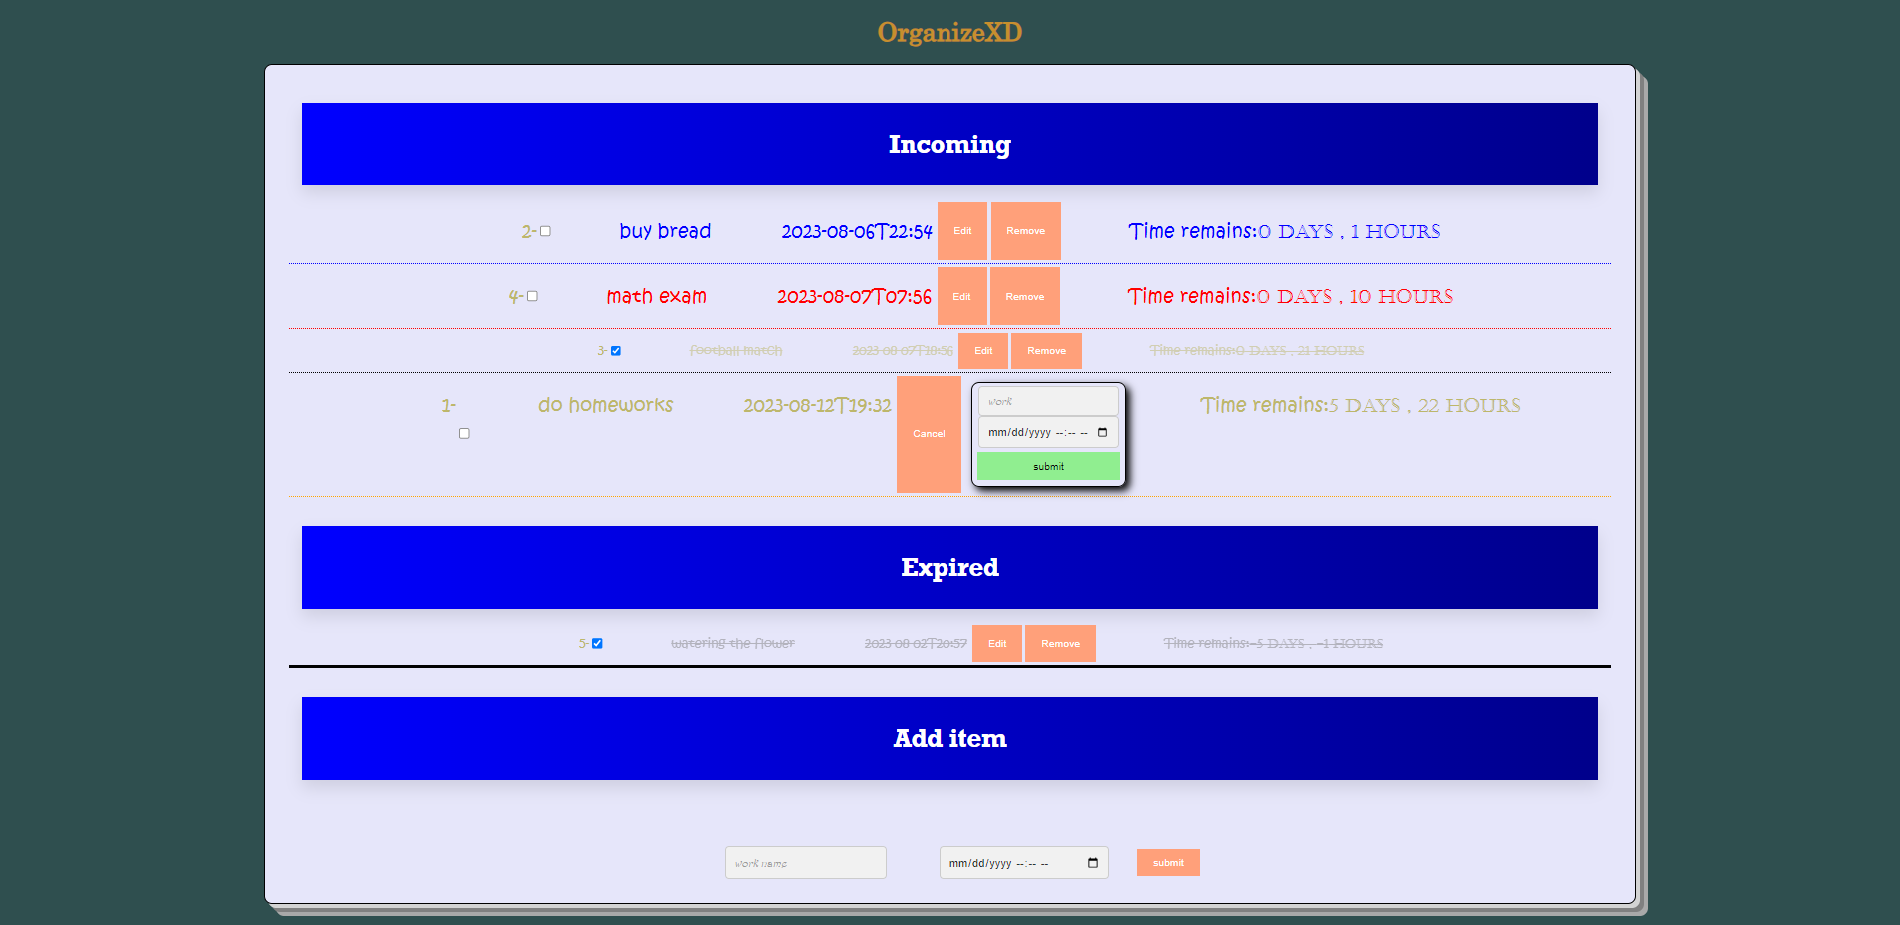 OrganizeXD
Incoming
2- buy bread 2023-08-06T22:54 Edit Remove Time remains:0 DAYS , 1 HOURS
4- math exam 2023-08-07T07:56 Edit Remove Time remains:0 DAYS , 10 HOURS
3- football match 2023-08-07T18:56 Edit Remove Time remains:0 DAYS , 21 HOURS
1- do homeworks 2023-08-12T19:32 Cancel work Time remains:5 DAYS , 22 HOURS
mm/dd/yyyy --:-- --
submit
Expired
5- watering the flower 2023-08-02T20:57 Edit Remove Time remains:-5 DAYS , -1 HOURS
Add item
work name mm/dd/yyyy --:-- -- submit